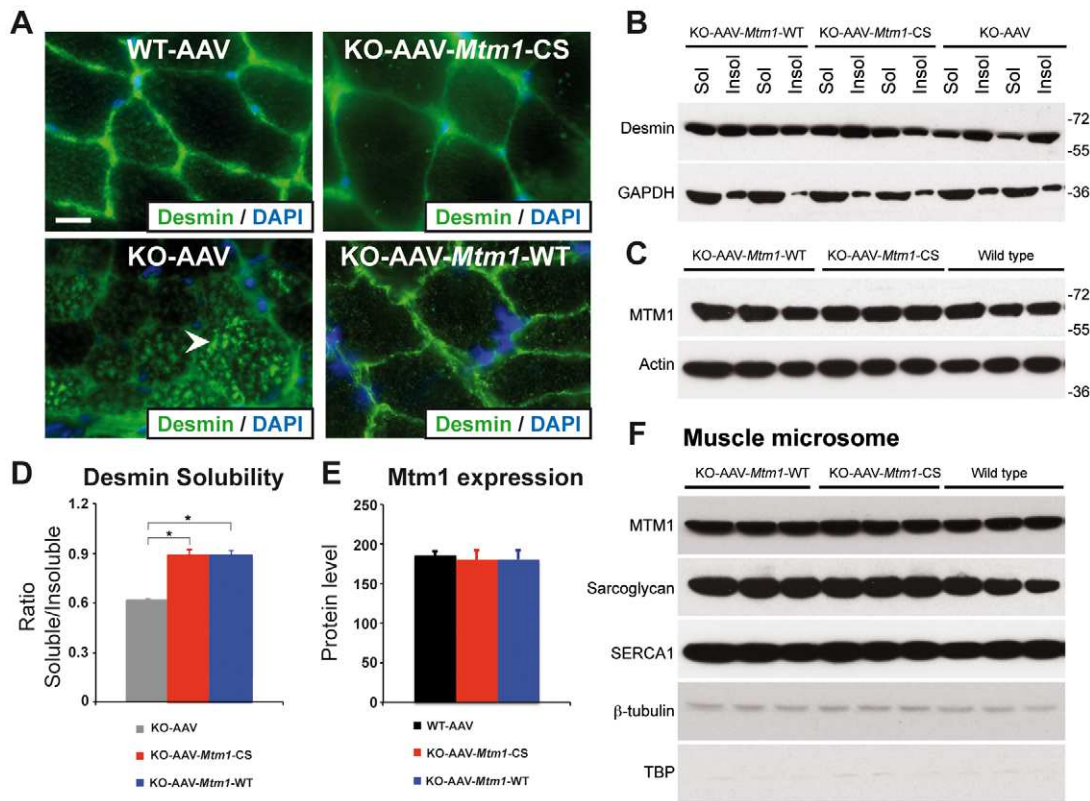 A
WT-AAV
Desmin / DAPI
KO-AAV-Mtm1-CS
Desmin / DAPI
KO-AAV
Desmin / DAPI
KO-AAV-Mtm1-WT
Desmin / DAPI
B
KO-AAV-Mtm1-WT KO-AAV-Mtm1-CS KO-AAV
Sol Insol Sol Insol Sol Insol Sol Insol Sol Insol Sol Insol
Desmin
-72
-55
GAPDH
-36
C
KO-AAV-Mtm1-WT KO-AAV-Mtm1-CS Wild type
MTM1
-72
-55
Actin
-36
D Desmin Solubility
Ratio
Soluble/Insoluble
1.2
0.9
0.6
0.3
0
*
*
KO-AAV
KO-AAV-Mtm1-CS
KO-AAV-Mtm1-WT
E Mtm1 expression
Protein level
250
200
150
100
50
0
WT-AAV
KO-AAV-Mtm1-CS
KO-AAV-Mtm1-WT
F Muscle microsome
KO-AAV-Mtm1-WT KO-AAV-Mtm1-CS Wild type
MTM1
Sarcoglycan
SERCA1
β-tubulin
TBP